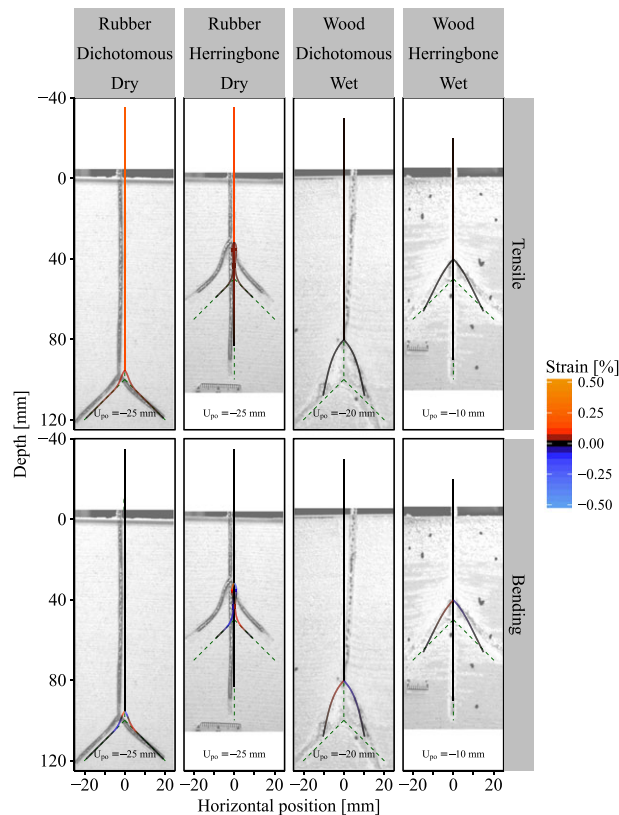 Rubber Rubber Wood Wood
Dichotomous Herringbone Dichotomous Herringbone
Dry Dry Wet Wet
−40
0
40
80
120
Tensile
Upo = −25 mm Upo = −25 mm Upo = −20 mm Upo = −10 mm
Strain [%]
0.50
0.25
0.00
−0.25
−0.50
Depth [mm]
−40
0
40
80
120
Bending
Upo = −25 mm Upo = −25 mm Upo = −20 mm Upo = −10 mm
−20 0 20 −20 0 20 −20 0 20 −20 0 20
Horizontal position [mm]